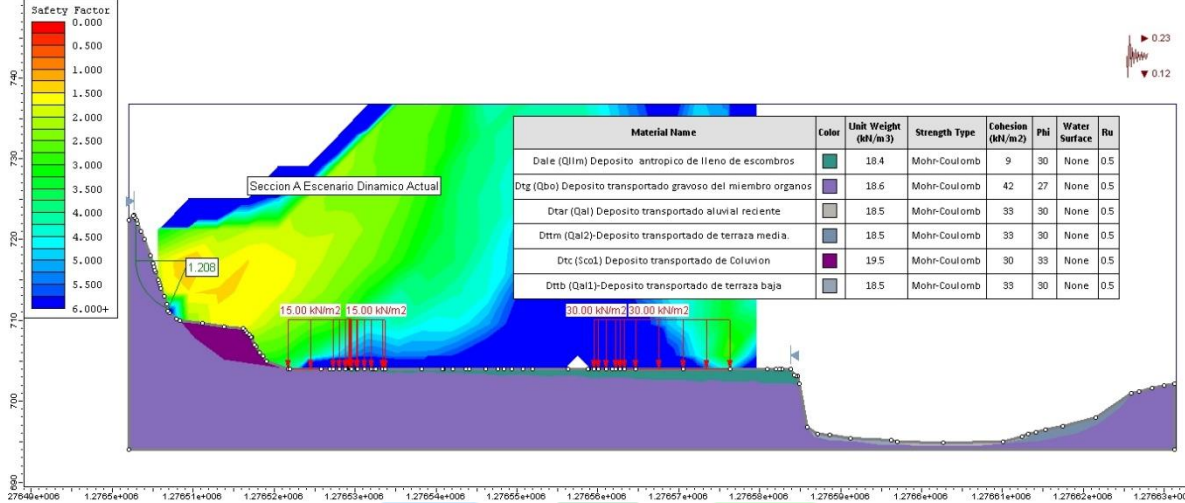 Safety Factor
0.000
0.500
1.000
1.500
2.000
2.500
3.000
3.500
4.000
4.500
5.000
5.500
6.000+
0.23
0.12
740
730
720
710
700
690
Seccion A Escenario Dinamico Actual
1.208
15.00 kN/m2 15.00 kN/m2
30.00 kN/m2 30.00 kN/m2
Material Name Color Unit Weight (kN/m3) Strength Type Cohesion (kN/m2) Phi Water Surface Ru
Dale (Qllm) Deposito antropico de lleno de escombros 18.4 Mohr-Coulomb 9 30 None 0.5
Dtg (Qbo) Deposito transportado gravoso del miembro organos 18.6 Mohr-Coulomb 42 27 None 0.5
Dtar (Qal) Deposito transportado aluvial reciente 18.5 Mohr-Coulomb 33 30 None 0.5
Dttm (Qal2)-Deposito transportado de terraza media. 18.5 Mohr-Coulomb 33 30 None 0.5
Dtc (Sco1) Deposito transportado de Coluvion 19.5 Mohr-Coulomb 30 33 None 0.5
Dttb (Qal1)-Deposito transportado de terraza baja 18.5 Mohr-Coulomb 33 30 None 0.5
1.2765e+006 1.27651e+006 1.27652e+006 1.27653e+006 1.27654e+006 1.27655e+006 1.27656e+006 1.27657e+006 1.27658e+006 1.27659e+006 1.2766e+006 1.27661e+006 1.27662e+006